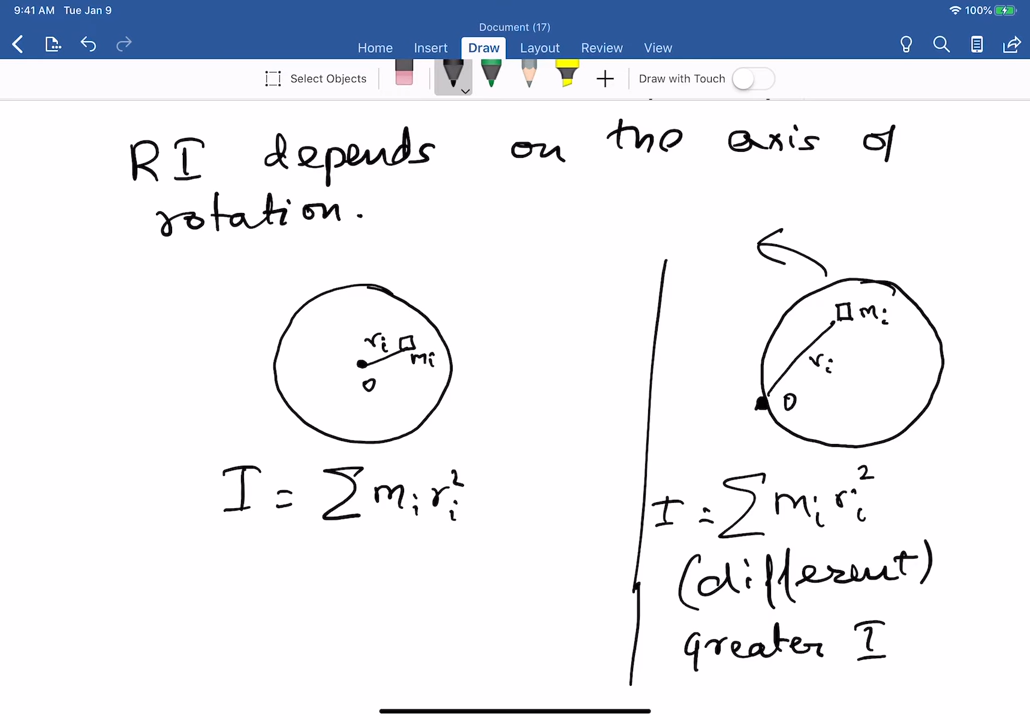 9:41 AM Tue Jan 9
100%
Document (17)
Home Insert Draw Layout Review View
Select Objects
Draw with Touch
RI depends on the axis of
rotation.
ri
mi
O
I = ∑ mi ri²
mi
ri
O
I = ∑ mi ri²
(different)
greater I